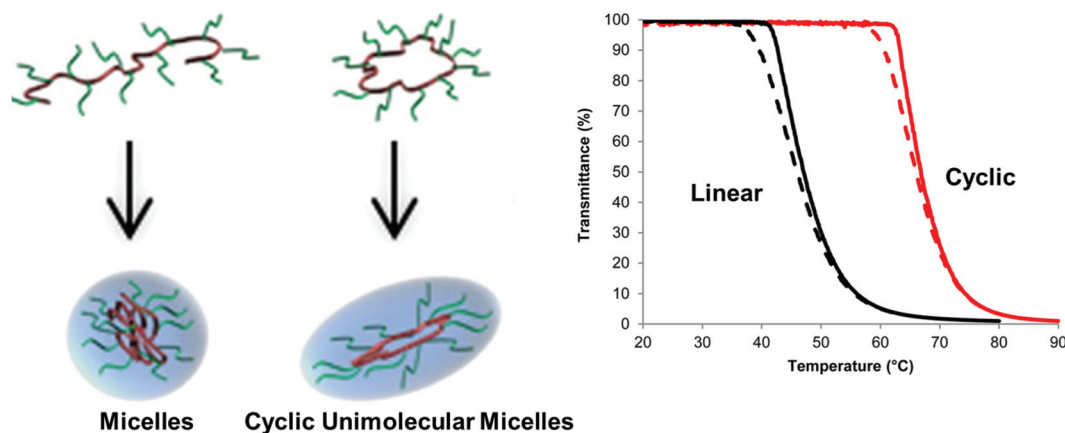 Micelles
Cyclic Unimolecular Micelles
Transmittance (%)
100
90
80
70
60
50
40
30
20
10
0
Linear
Cyclic
20 30 40 50 60 70 80 90
Temperature (°C)